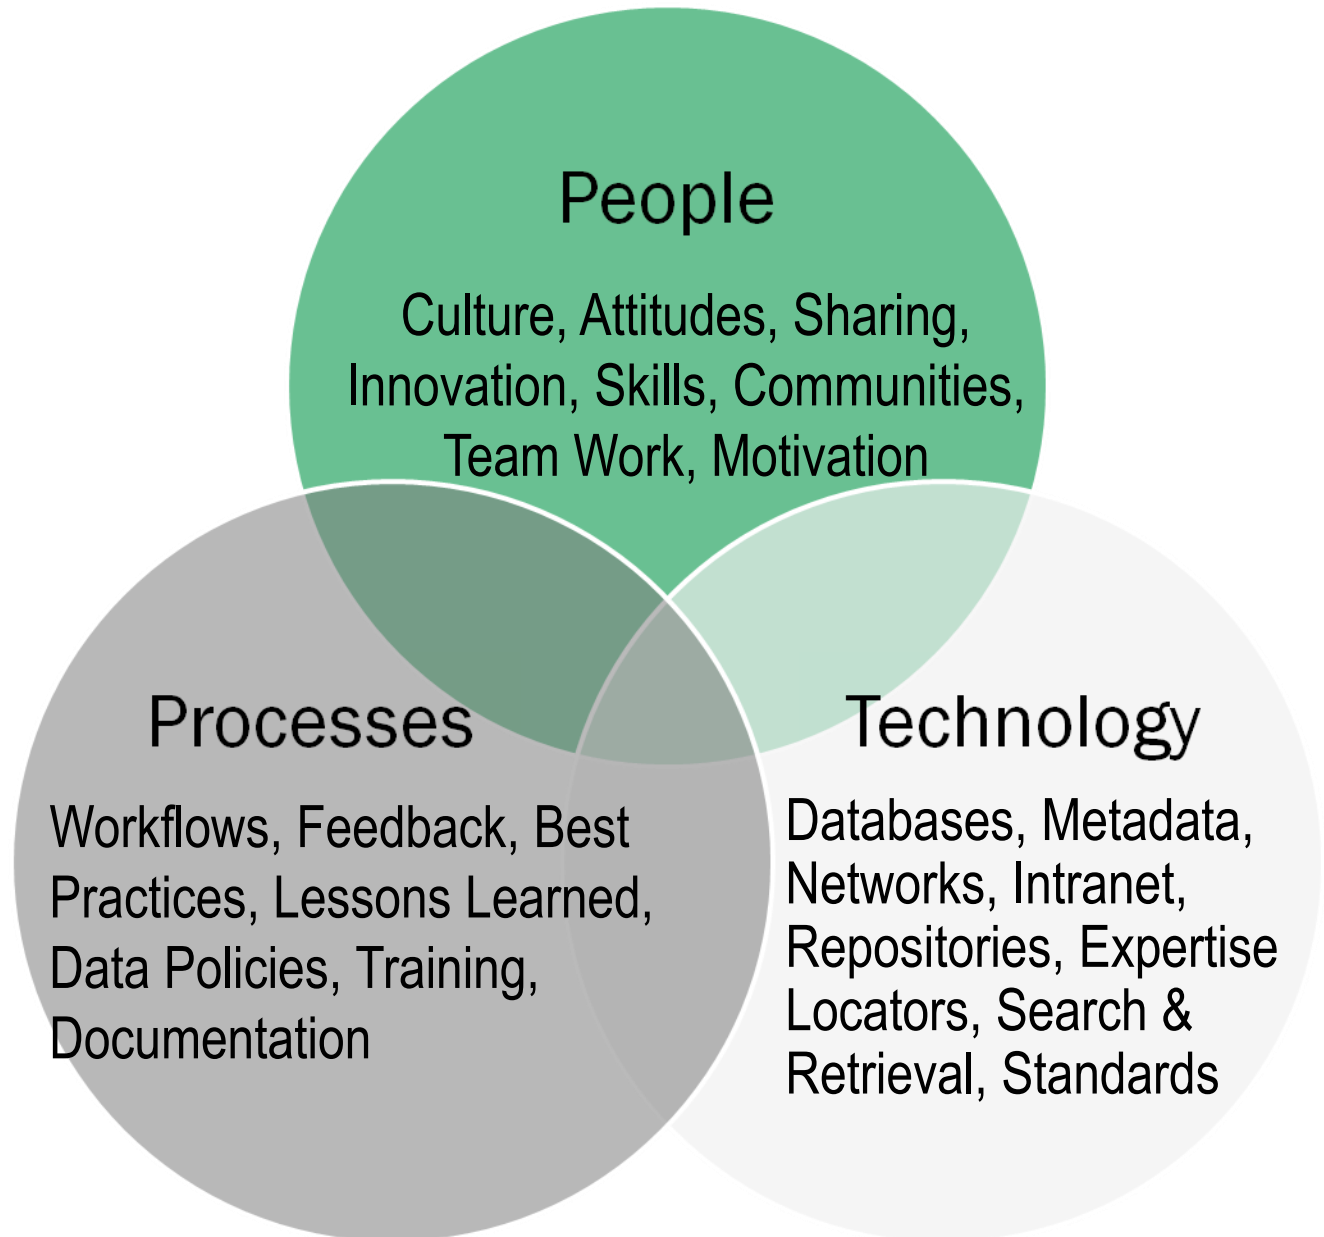 People
Culture, Attitudes, Sharing,
Innovation, Skills, Communities,
Team Work, Motivation
Processes
Workflows, Feedback, Best
Practices, Lessons Learned,
Data Policies, Training,
Documentation
Technology
Databases, Metadata,
Networks, Intranet,
Repositories, Expertise
Locators, Search &
Retrieval, Standards